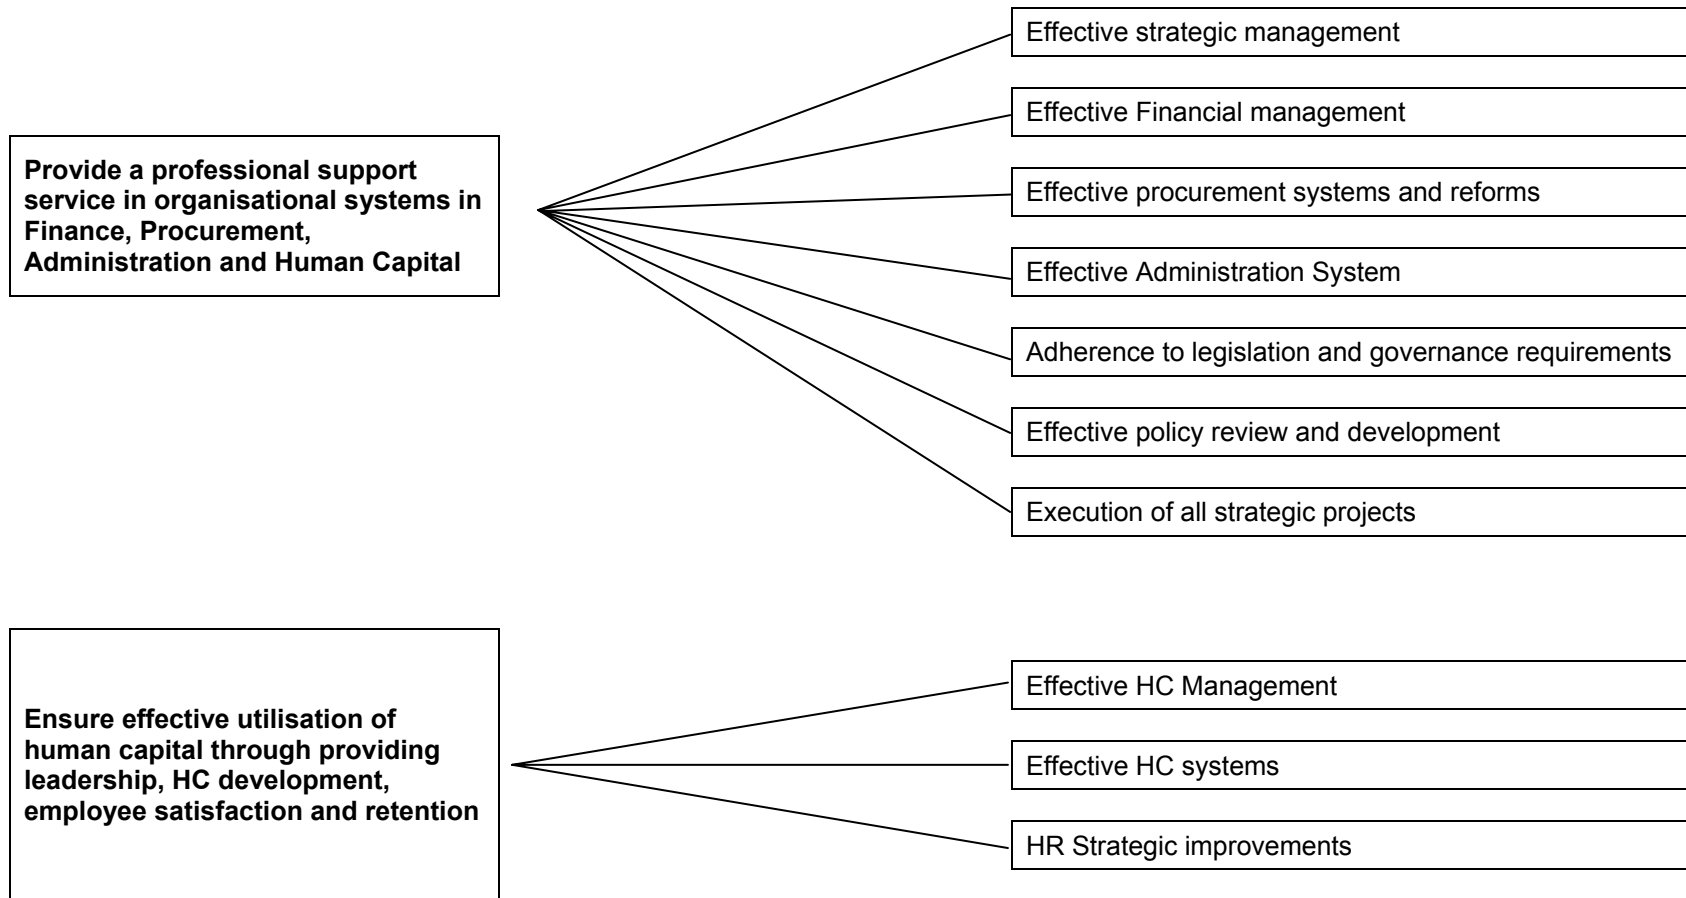 Provide a professional support
service in organisational systems in
Finance, Procurement,
Administration and Human Capital
Effective strategic management
Effective Financial management
Effective procurement systems and reforms
Effective Administration System
Adherence to legislation and governance requirements
Effective policy review and development
Execution of all strategic projects
Ensure effective utilisation of
human capital through providing
leadership, HC development,
employee satisfaction and retention
Effective HC Management
Effective HC systems
HR Strategic improvements